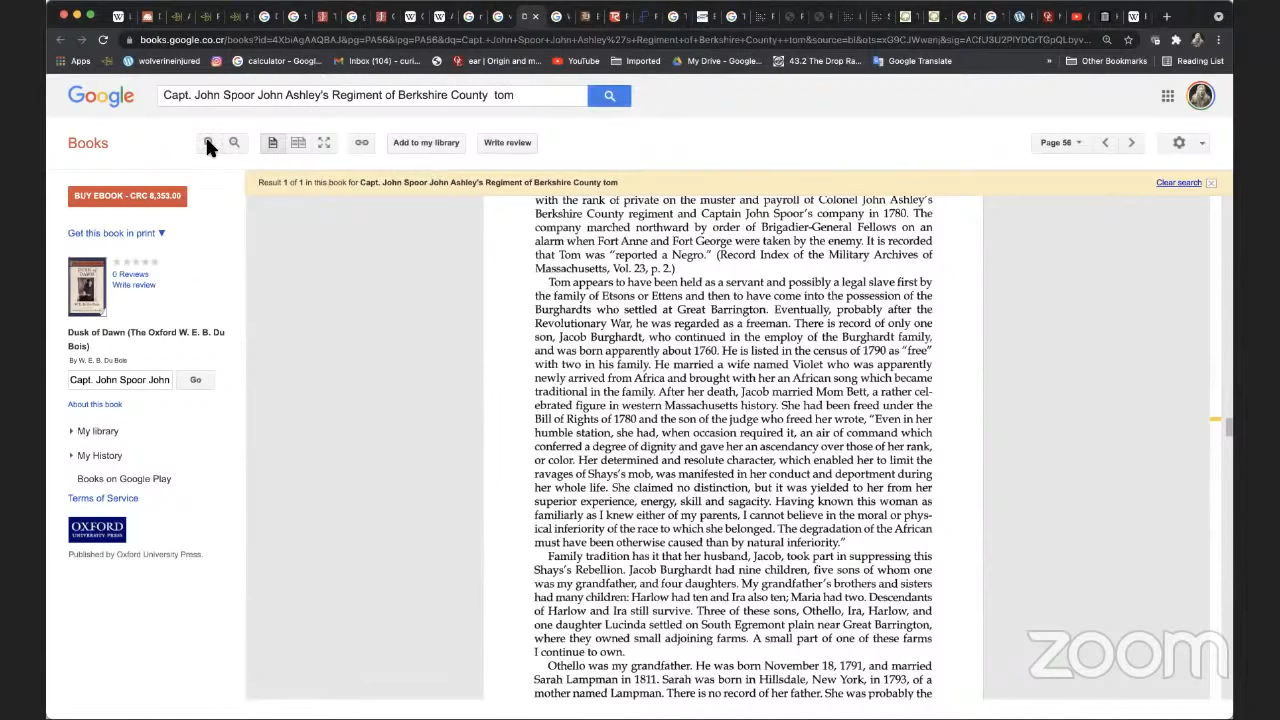 books.google.co.cr/books?id=4XbiAgAAQBAJ&pg=PA56&lpg=PA56&dq=Capt.+John+Spoor+John+Ashley%27s+Regiment+of+Berkshire+County++tom&source=bl&ots=xG9CJWwanj&sig=ACfU3U2PIYDGrTGpQLbyv...
Apps
wolverineinjured
calculator - Googl...
Inbox (104) - curi...
ear | Origin and m...
YouTube
Imported
My Drive - Google...
43.2 The Drop Ra...
Google Translate
Other Bookmarks
Reading List
Google
Capt. John Spoor John Ashley's Regiment of Berkshire County tom
Books
Add to my library
Write review
Page 56
Result 1 of 1 in this book for Capt. John Spoor John Ashley's Regiment of Berkshire County tom
Clear search
BUY EBOOK - CRC 8,353.00
Get this book in print ▼
DUSK OF DAWN
0 Reviews
Write review
Dusk of Dawn (The Oxford W. E. B. Du
Bois)
By W. E. B. Du Bois
Capt. John Spoor John
Go
About this book
My library
My History
Books on Google Play
Terms of Service
OXFORD
UNIVERSITY PRESS
Published by Oxford University Press.
with the rank of private on the muster and payroll of Colonel John Ashley's
Berkshire County regiment and Captain John Spoor's company in 1780. The
company marched northward by order of Brigadier-General Fellows on an
alarm when Fort Anne and Fort George were taken by the enemy. It is recorded
that Tom was "reported a Negro." (Record Index of the Military Archives of
Massachusetts, Vol. 23, p. 2.)
Tom appears to have been held as a servant and possibly a legal slave first by
the family of Etsons or Ettens and then to have come into the possession of the
Burghardts who settled at Great Barrington. Eventually, probably after the
Revolutionary War, he was regarded as a freeman. There is record of only one
son, Jacob Burghardt, who continued in the employ of the Burghardt family,
and was born apparently about 1760. He is listed in the census of 1790 as "free"
with two in his family. He married a wife named Violet who was apparently
newly arrived from Africa and brought with her an African song which became
traditional in the family. After her death, Jacob married Mom Bett, a rather cel-
ebrated figure in western Massachusetts history. She had been freed under the
Bill of Rights of 1780 and the son of the judge who freed her wrote, "Even in her
humble station, she had, when occasion required it, an air of command which
conferred a degree of dignity and gave her an ascendancy over those of her rank,
or color. Her determined and resolute character, which enabled her to limit the
ravages of Shays's mob, was manifested in her conduct and deportment during
her whole life. She claimed no distinction, but it was yielded to her from her
superior experience, energy, skill and sagacity. Having known this woman as
familiarly as I knew either of my parents, I cannot believe in the moral or phys-
ical inferiority of the race to which she belonged. The degradation of the African
must have been otherwise caused than by natural inferiority."
Family tradition has it that her husband, Jacob, took part in suppressing this
Shays's Rebellion. Jacob Burghardt had nine children, five sons of whom one
was my grandfather, and four daughters. My grandfather's brothers and sisters
had many children: Harlow had ten and Ira also ten; Maria had two. Descendants
of Harlow and Ira still survive. Three of these sons, Othello, Ira, Harlow, and
one daughter Lucinda settled on South Egremont plain near Great Barrington,
where they owned small adjoining farms. A small part of one of these farms
I continue to own.
Othello was my grandfather. He was born November 18, 1791, and married
Sarah Lampman in 1811. Sarah was born in Hillsdale, New York, in 1793, of a
mother named Lampman. There is no record of her father. She was probably the
zoom